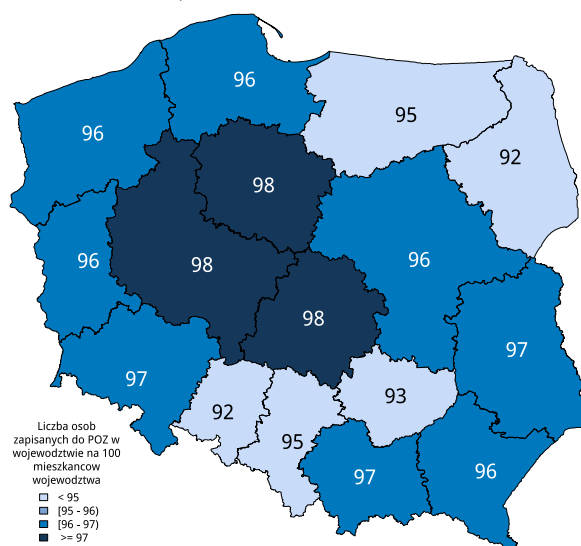 96
95
96
92
98
96
98
96
98
97
97
93
92
95
97
96
Liczba osob
zapisanych do POZ w
wojewodztwie na 100
mieszkancow
wojewodztwa
< 95
[95 - 96)
[96 - 97)
>= 97